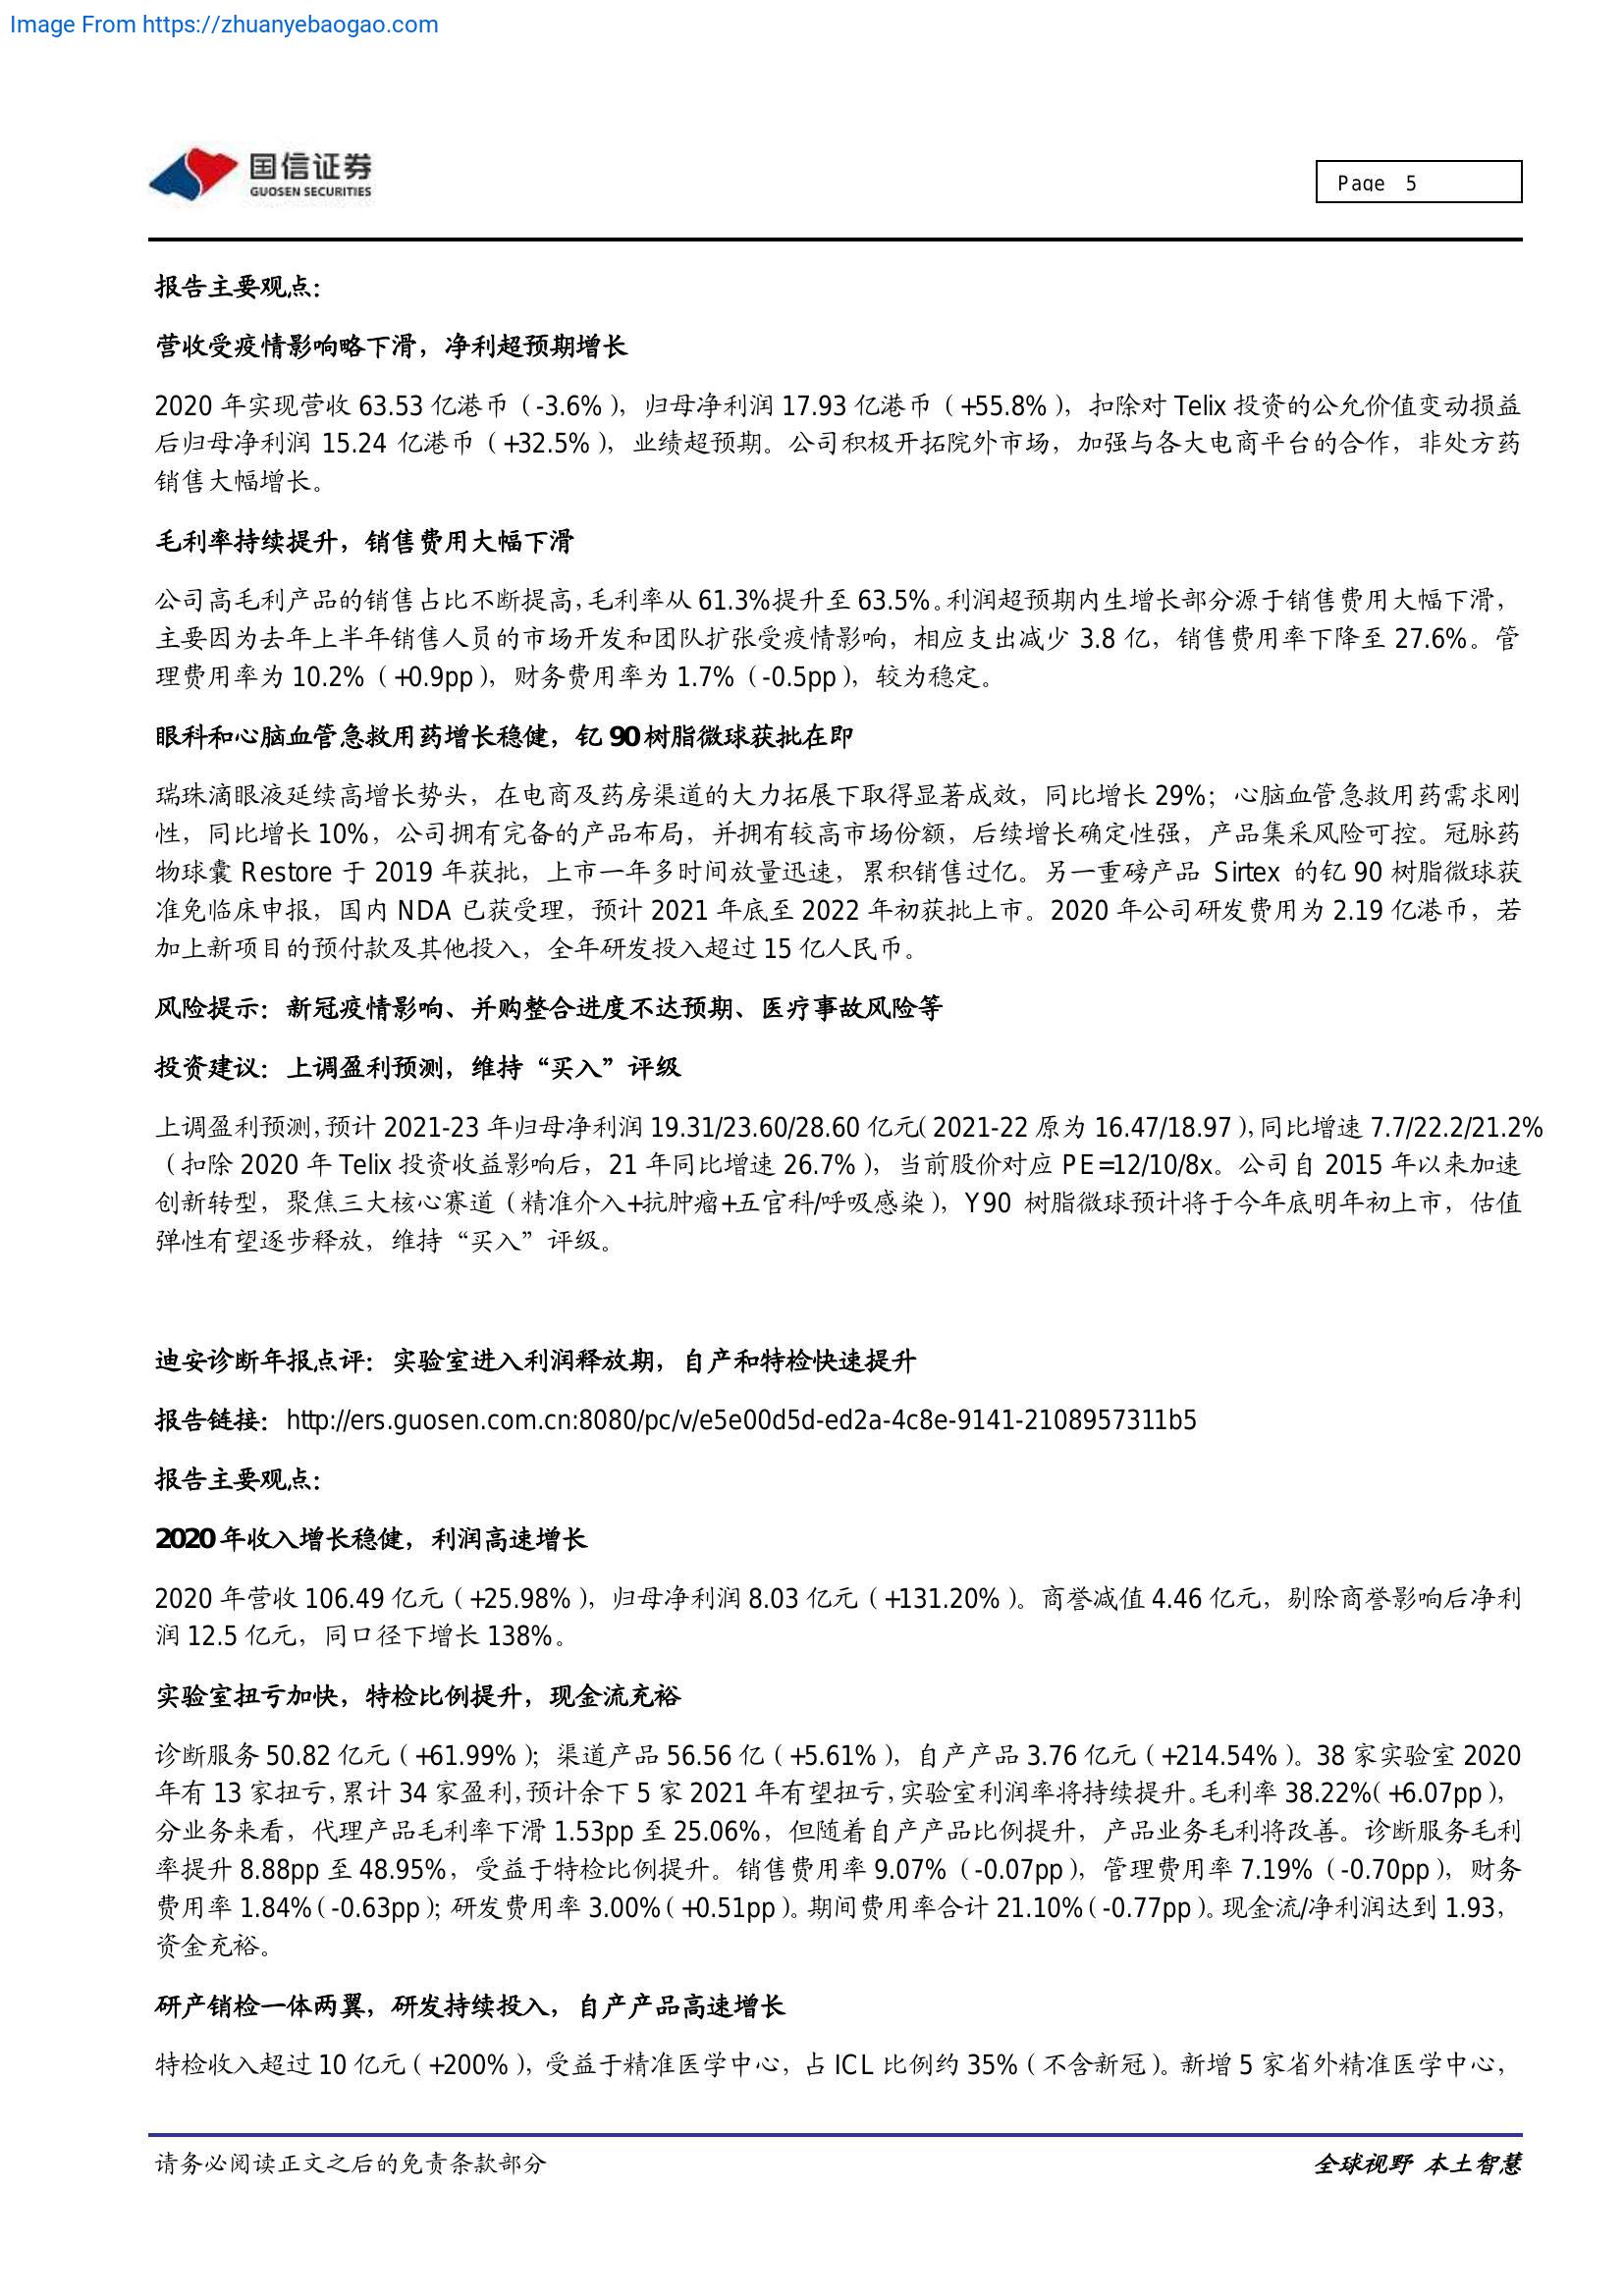 Image From https://zhuanyebaogao.com
国信证券
GUOSEN SECURITIES
Page 5
报告主要观点：
营收受疫情影响略下滑，净利超预期增长
2020 年实现营收 63.53 亿港币（-3.6%），归母净利润 17.93 亿港币（+55.8%），扣除对 Telix 投资的公允价值变动损益
后归母净利润 15.24 亿港币（+32.5%），业绩超预期。公司积极开拓院外市场，加强与各大电商平台的合作，非处方药
销售大幅增长。
毛利率持续提升，销售费用大幅下滑
公司高毛利产品的销售占比不断提高，毛利率从 61.3%提升至 63.5%。利润超预期内生增长部分源于销售费用大幅下滑，
主要因为去年上半年销售人员的市场开发和团队扩张受疫情影响，相应支出减少 3.8 亿，销售费用率下降至 27.6%。管
理费用率为 10.2%（+0.9pp），财务费用率为 1.7%（-0.5pp），较为稳定。
眼科和心脑血管急救用药增长稳健，钇 90 树脂微球获批在即
瑞珠滴眼液延续高增长势头，在电商及药房渠道的大力拓展下取得显著成效，同比增长 29%；心脑血管急救用药需求刚
性，同比增长 10%，公司拥有完备的产品布局，并拥有较高市场份额，后续增长确定性强，产品集采风险可控。冠脉药
物球囊 Restore 于 2019 年获批，上市一年多时间放量迅速，累积销售过亿。另一重磅产品 Sirtex 的钇 90 树脂微球获
准免临床申报，国内 NDA 已获受理，预计 2021 年底至 2022 年初获批上市。2020 年公司研发费用为 2.19 亿港币，若
加上新项目的预付款及其他投入，全年研发投入超过 15 亿人民币。
风险提示：新冠疫情影响、并购整合进度不达预期、医疗事故风险等
投资建议：上调盈利预测，维持“买入”评级
上调盈利预测，预计 2021-23 年归母净利润 19.31/23.60/28.60 亿元（2021-22 原为 16.47/18.97），同比增速 7.7/22.2/21.2%
（扣除 2020 年 Telix 投资收益影响后，21 年同比增速 26.7%），当前股价对应 PE=12/10/8x。公司自 2015 年以来加速
创新转型，聚焦三大核心赛道（精准介入+抗肿瘤+五官科/呼吸感染），Y90 树脂微球预计将于今年底明年初上市，估值
弹性有望逐步释放，维持“买入”评级。
迪安诊断年报点评：实验室进入利润释放期，自产和特检快速提升
报告链接：http://ers.guosen.com.cn:8080/pc/v/e5e00d5d-ed2a-4c8e-9141-2108957311b5
报告主要观点：
2020 年收入增长稳健，利润高速增长
2020 年营收 106.49 亿元（+25.98%），归母净利润 8.03 亿元（+131.20%）。商誉减值 4.46 亿元，剔除商誉影响后净利
润 12.5 亿元，同口径下增长 138%。
实验室扭亏加快，特检比例提升，现金流充裕
诊断服务 50.82 亿元（+61.99%）；渠道产品 56.56 亿（+5.61%），自产产品 3.76 亿元（+214.54%）。38 家实验室 2020
年有 13 家扭亏，累计 34 家盈利，预计余下 5 家 2021 年有望扭亏，实验室利润率将持续提升。毛利率 38.22%（+6.07pp），
分业务来看，代理产品毛利率下滑 1.53pp 至 25.06%，但随着自产产品比例提升，产品业务毛利将改善。诊断服务毛利
率提升 8.88pp 至 48.95%，受益于特检比例提升。销售费用率 9.07%（-0.07pp），管理费用率 7.19%（-0.70pp），财务
费用率 1.84%（-0.63pp）；研发费用率 3.00%（+0.51pp）。期间费用率合计 21.10%（-0.77pp）。现金流/净利润达到 1.93，
资金充裕。
研产销检一体两翼，研发持续投入，自产产品高速增长
特检收入超过 10 亿元（+200%），受益于精准医学中心，占 ICL 比例约 35%（不含新冠）。新增 5 家省外精准医学中心，
请务必阅读正文之后的免责条款部分
全球视野 本土智慧